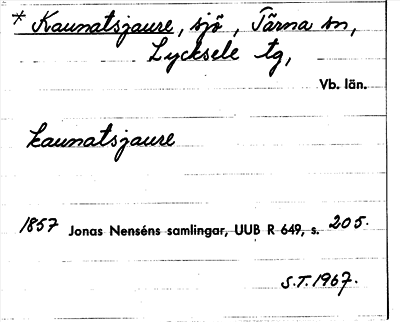 * Kaunatsjaure, sjö, Tärna sn,
Lycksele tg,
Vb. län.
kaunatsjaure
1857 Jonas Nenséns samlingar, UUB R 649, s. 205.
S.T. 1967.